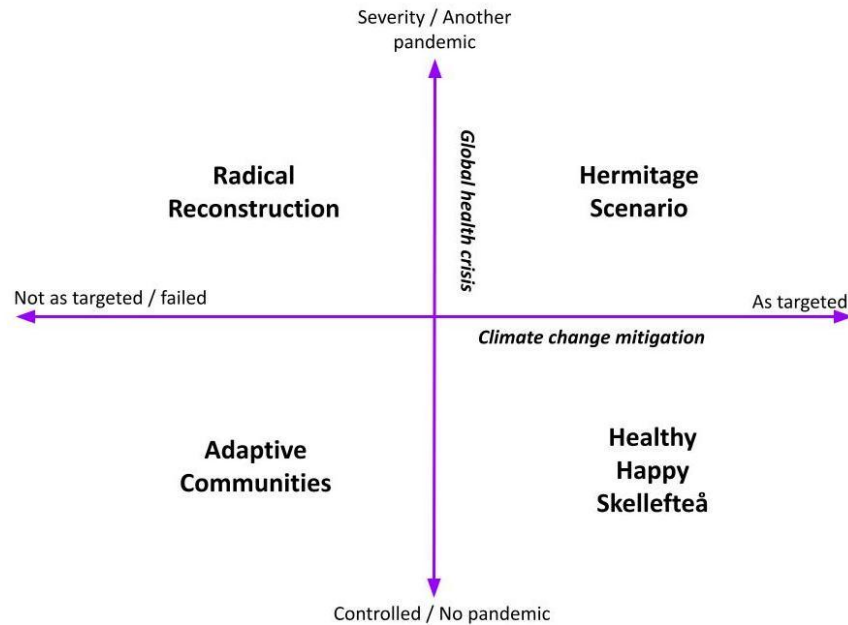 Severity / Another
pandemic
Global health crisis
Radical
Reconstruction
Hermitage
Scenario
Not as targeted / failed
As targeted
Climate change mitigation
Adaptive
Communities
Healthy
Happy
Skellefteå
Controlled / No pandemic